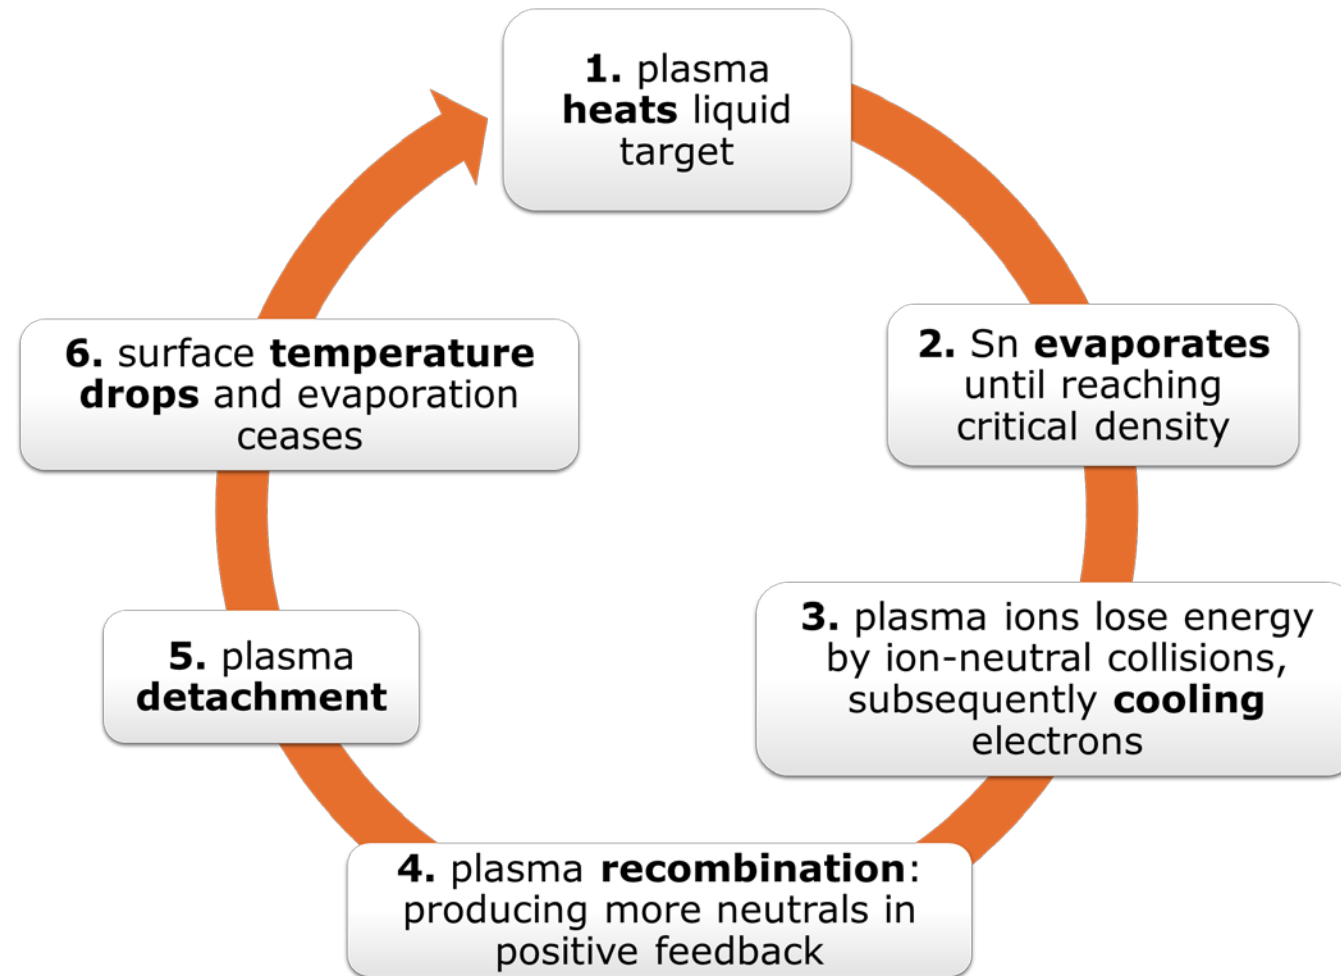 1. plasma
heats liquid
target
2. Sn evaporates
until reaching
critical density
3. plasma ions lose energy
by ion-neutral collisions,
subsequently cooling
electrons
4. plasma recombination:
producing more neutrals in
positive feedback
5. plasma
detachment
6. surface temperature
drops and evaporation
ceases